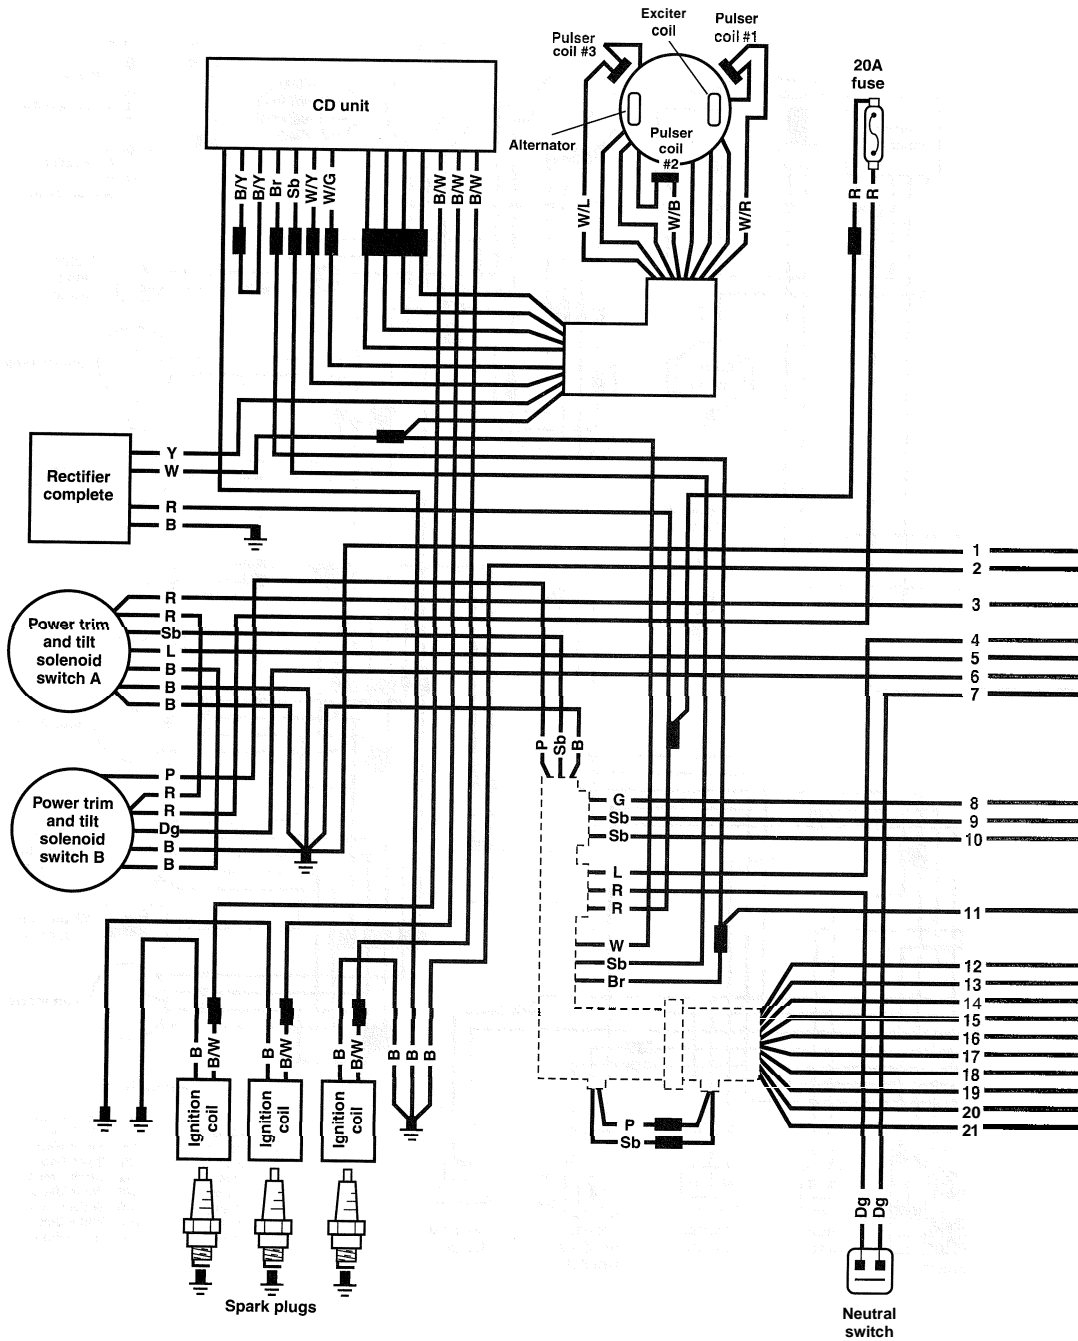 Exciter
coil
Pulser
coil #1
Pulser
coil #3
20A
fuse
CD unit
Alternator
Pulser
coil
#2
B/Y
B/Y
Br
Sb
W/Y
W/G
B/W
B/W
B/W
W/L
W/B
W/R
R
R
Rectifier
complete
Y
W
R
B
1
2
3
4
5
6
7
Power trim
and tilt
solenoid
switch A
R
R
Sb
L
B
B
B
P
Sb
B
Power trim
and tilt
solenoid
switch B
P
R
R
Dg
B
B
G
Sb
Sb
L
R
R
W
Sb
Br
8
9
10
11
12
13
14
15
16
17
18
19
20
21
B
B/W
B
B/W
B
B/W
B
B
B
Ignition
coil
Ignition
coil
Ignition
coil
P
Sb
Dg
Dg
Spark plugs
Neutral
switch